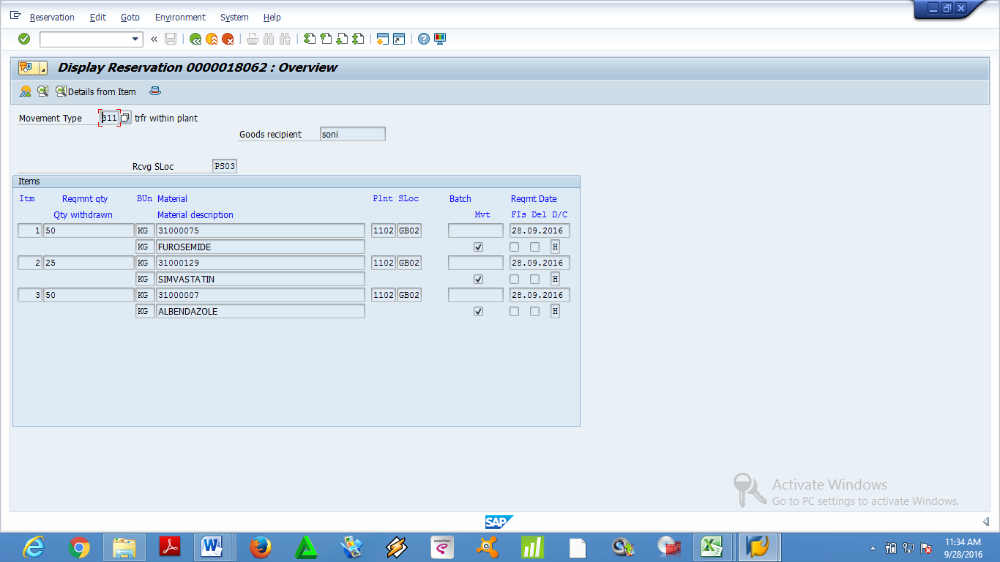 Reservation Edit Goto Environment System Help
Display Reservation 0000018062 : Overview
Details from Item
Movement Type 311 trfr within plant
Goods recipient soni
Rcvg SLoc PS03
Items
Itm Reqmnt qty BUn Material Plnt SLoc Batch Reqmt Date
Qty withdrawn Material description Mvt FIs Del D/C
1 50 KG 31000075 1102 GB02 28.09.2016
KG FUROSEMIDE H
2 25 KG 31000129 1102 GB02 28.09.2016
KG SIMVASTATIN H
3 50 KG 31000007 1102 GB02 28.09.2016
KG ALBENDAZOLE H
Activate Windows
Go to PC settings to activate Windows.
SAP
smartfren
11:34 AM
9/28/2016